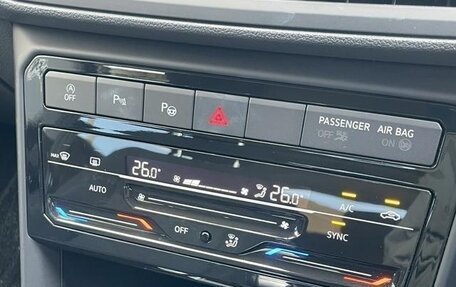 A
OFF
P
P
PASSENGER AIR BAG
OFF
ON
MAX
26.0°
26.0°
AUTO
A/C
OFF
SYNC